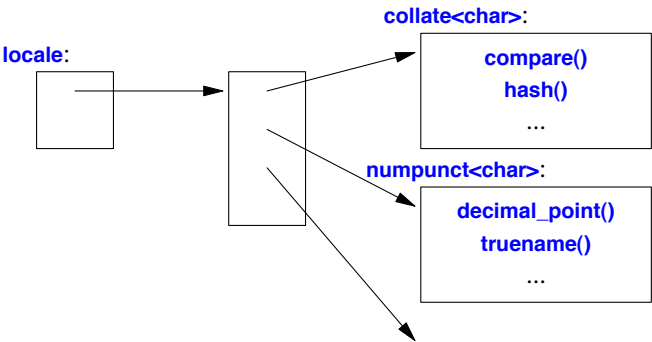 collate<char>:
locale:
compare()
hash()
...
numpunct<char>:
decimal_point()
truename()
...